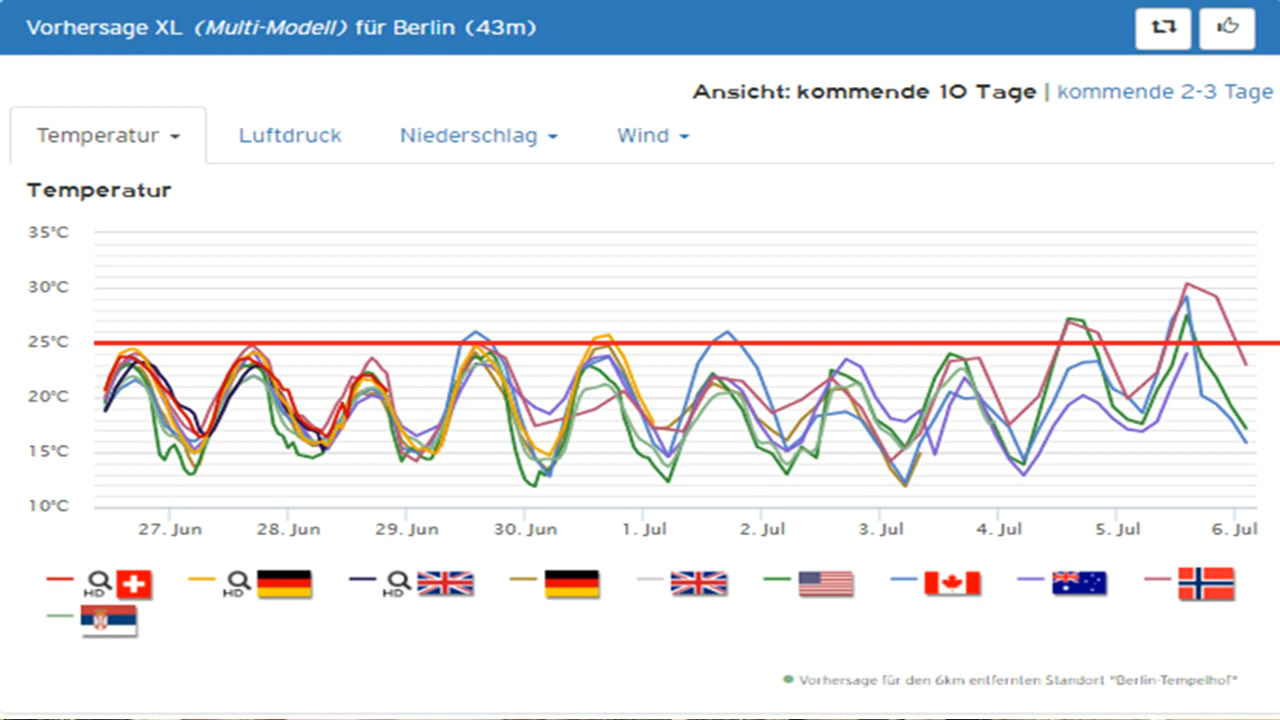 Vorhersage XL (Multi-Modell) für Berlin (43m)
Ansicht: kommende 10 Tage | kommende 2-3 Tage
Temperatur Luftdruck Niederschlag Wind
Temperatur
35°C
30°C
25°C
20°C
15°C
10°C
27. Jun 28. Jun 29. Jun 30. Jun 1. Jul 2. Jul 3. Jul 4. Jul 5. Jul 6. Jul
HD HD HD
Vorhersage für den 6km entfernten Standort "Berlin-Tempelhof"